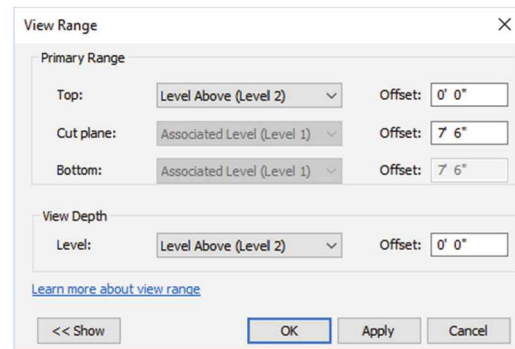 View Range
Primary Range
Top: Level Above (Level 2) Offset: 0' 0"
Cut plane: Associated Level (Level 1) Offset: 7' 6"
Bottom: Associated Level (Level 1) Offset: 7' 6"
View Depth
Level: Level Above (Level 2) Offset: 0' 0"
Learn more about view range
<< Show OK Apply Cancel